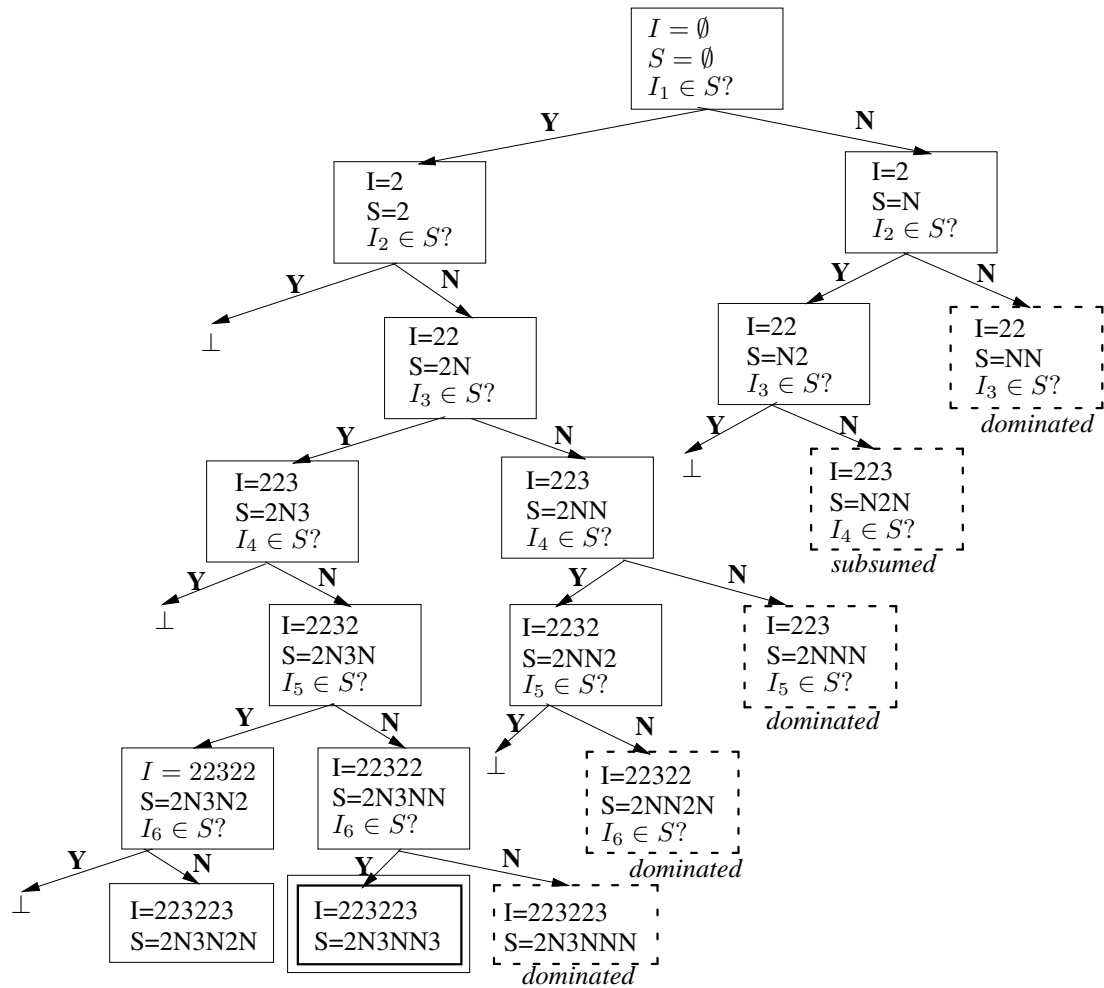 I = ∅
S = ∅
I₁ ∈ S?
Y
N
I=2
S=2
I₂ ∈ S?
I=2
S=N
I₂ ∈ S?
Y
N
Y
N
⊥
I=22
S=2N
I₃ ∈ S?
I=22
S=N2
I₃ ∈ S?
I=22
S=NN
I₃ ∈ S?
dominated
Y
N
Y
N
⊥
I=223
S=2N3
I₄ ∈ S?
I=223
S=2NN
I₄ ∈ S?
I=223
S=N2N
I₄ ∈ S?
subsumed
Y
N
Y
N
⊥
I=2232
S=2N3N
I₅ ∈ S?
I=2232
S=2NN2
I₅ ∈ S?
I=223
S=2NNN
I₅ ∈ S?
dominated
Y
N
Y
N
⊥
I = 22322
S=2N3N2
I₆ ∈ S?
I=22322
S=2N3NN
I₆ ∈ S?
I=22322
S=2NN2N
I₆ ∈ S?
dominated
Y
N
Y
N
⊥
I=223223
S=2N3N2N
I=223223
S=2N3NN3
I=223223
S=2N3NNN
dominated